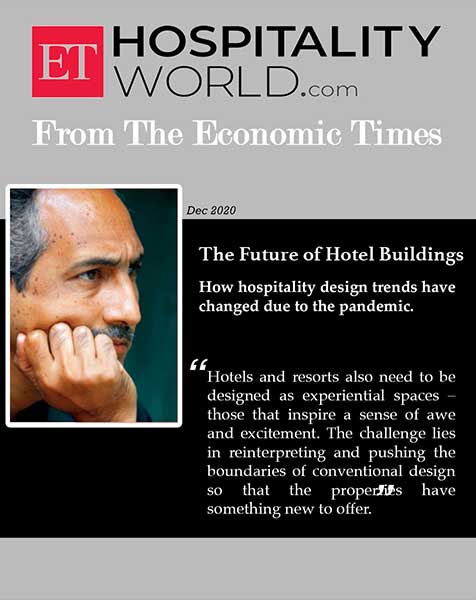 ET HOSPITALITY
WORLD.com
From The Economic Times
Dec 2020
The Future of Hotel Buildings
How hospitality design trends have
changed due to the pandemic.
“Hotels and resorts also need to be
designed as experiential spaces –
those that inspire a sense of awe
and excitement. The challenge lies
in reinterpreting and pushing the
boundaries of conventional design
so that the properties have
something new to offer.”